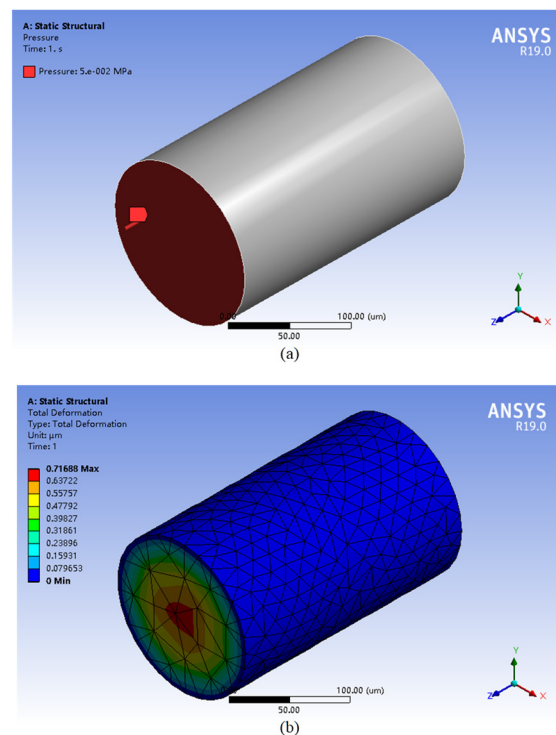 A: Static Structural
Pressure
Time: 1. s
Pressure: 5.e-002 MPa
ANSYS
R19.0
0.00
100.00 (um)
50.00
Y
Z
X
(a)
A: Static Structural
Total Deformation
Type: Total Deformation
Unit: µm
Time: 1
0.71688 Max
0.63722
0.55757
0.47792
0.39827
0.31861
0.23896
0.15931
0.079653
0 Min
ANSYS
R19.0
100.00 (um)
50.00
Y
Z
X
(b)